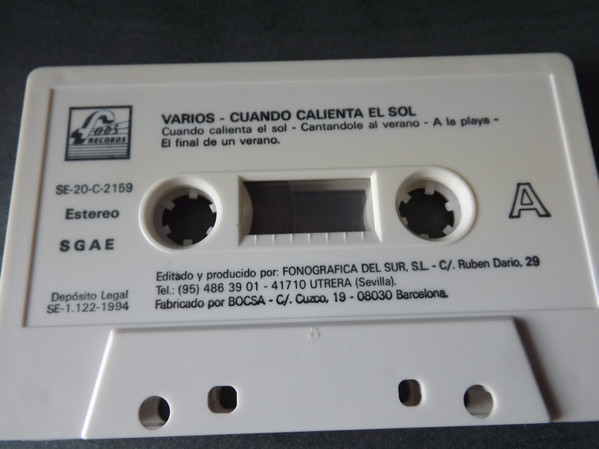 RECORDS
VARIOS - CUANDO CALIENTA EL SOL
Cuando calienta el sol - Cantandole al verano - A la playa -
El final de un verano.
SE-20-C-2159
Estereo
SGAE
A
Editado y producido por: FONOGRAFICA DEL SUR, S.L. - C/. Ruben Dario, 29
Tel.: (95) 486 39 01 - 41710 UTRERA (Sevilla).
Fabricado por BOCSA - C/. Cuzco, 19 - 08030 Barcelona.
Depósito Legal
SE-1.122-1994